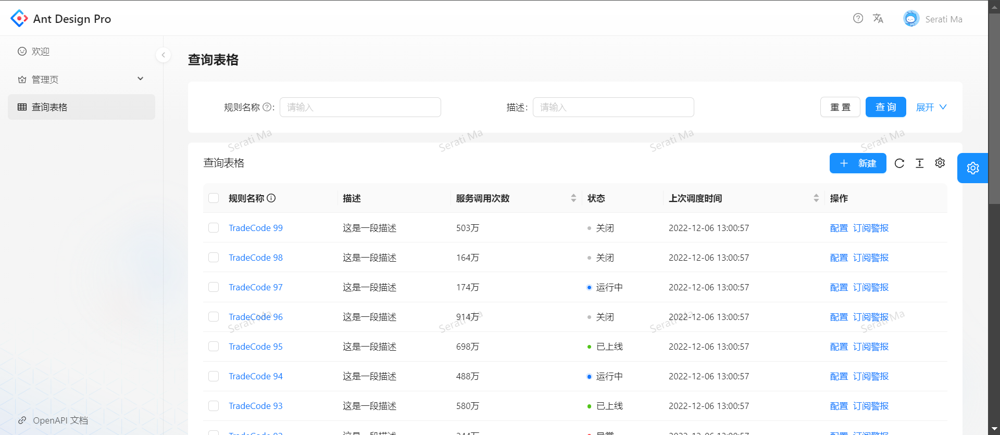 Ant Design Pro
Serati Ma
欢迎
管理页
查询表格
查询表格
规则名称 : 请输入 描述 : 请输入 重 置 查 询 展开
Serati Ma Serati Ma Serati Ma Serati Ma
查询表格 新建
规则名称 描述 服务调用次数 状态 上次调度时间 操作
TradeCode 99 这是一段描述 503万 关闭 2022-12-06 13:00:57 配置 订阅警报
TradeCode 98 这是一段描述 164万 关闭 2022-12-06 13:00:57 配置 订阅警报
TradeCode 97 这是一段描述 174万 运行中 2022-12-06 13:00:57 配置 订阅警报
TradeCode 96 这是一段描述 914万 关闭 2022-12-06 13:00:57 配置 订阅警报
Serati Ma Serati Ma Serati Ma Serati Ma
TradeCode 95 这是一段描述 698万 已上线 2022-12-06 13:00:57 配置 订阅警报
TradeCode 94 这是一段描述 488万 运行中 2022-12-06 13:00:57 配置 订阅警报
TradeCode 93 这是一段描述 580万 已上线 2022-12-06 13:00:57 配置 订阅警报
OpenAPI 文档